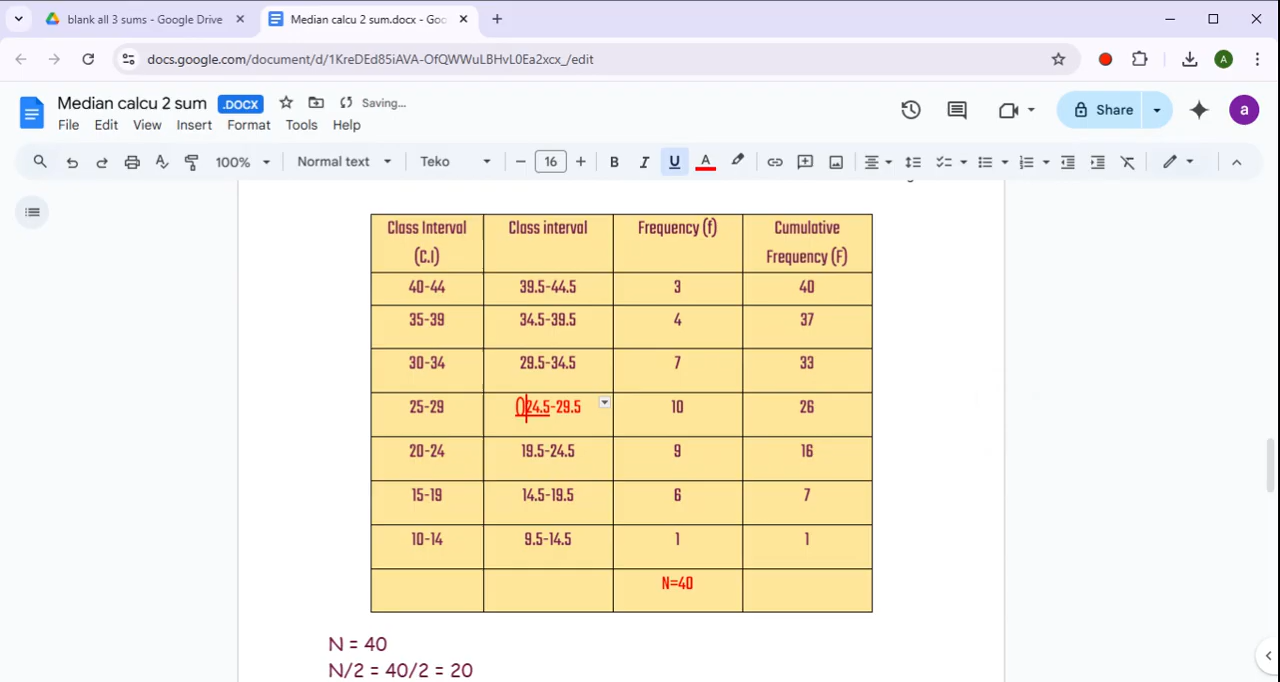 blank all 3 sums - Google Drive
Median calcu 2 sum.docx - Goo
docs.google.com/document/d/1KreDEd85iAVA-OfQWWuLBHvL0Ea2xcx_/edit
A
Median calcu 2 sum .DOCX Saving...
Share
a
File Edit View Insert Format Tools Help
100% Normal text Teko 16 B I U A
Class Interval (C.I) Class interval Frequency (f) Cumulative Frequency (F)
40-44 39.5-44.5 3 40
35-39 34.5-39.5 4 37
30-34 29.5-34.5 7 33
25-29 ()24.5-29.5 10 26
20-24 19.5-24.5 9 16
15-19 14.5-19.5 6 7
10-14 9.5-14.5 1 1
N=40
N = 40
N/2 = 40/2 = 20